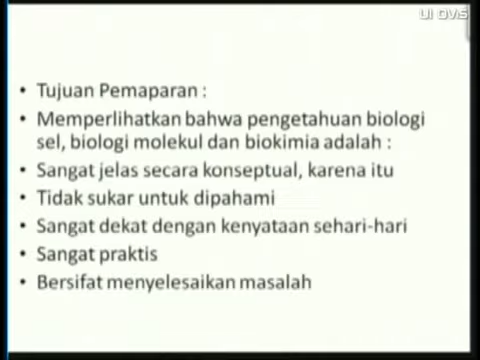 UI OVIS
• Tujuan Pemaparan :
• Memperlihatkan bahwa pengetahuan biologi
sel, biologi molekul dan biokimia adalah :
• Sangat jelas secara konseptual, karena itu
• Tidak sukar untuk dipahami
• Sangat dekat dengan kenyataan sehari-hari
• Sangat praktis
• Bersifat menyelesaikan masalah